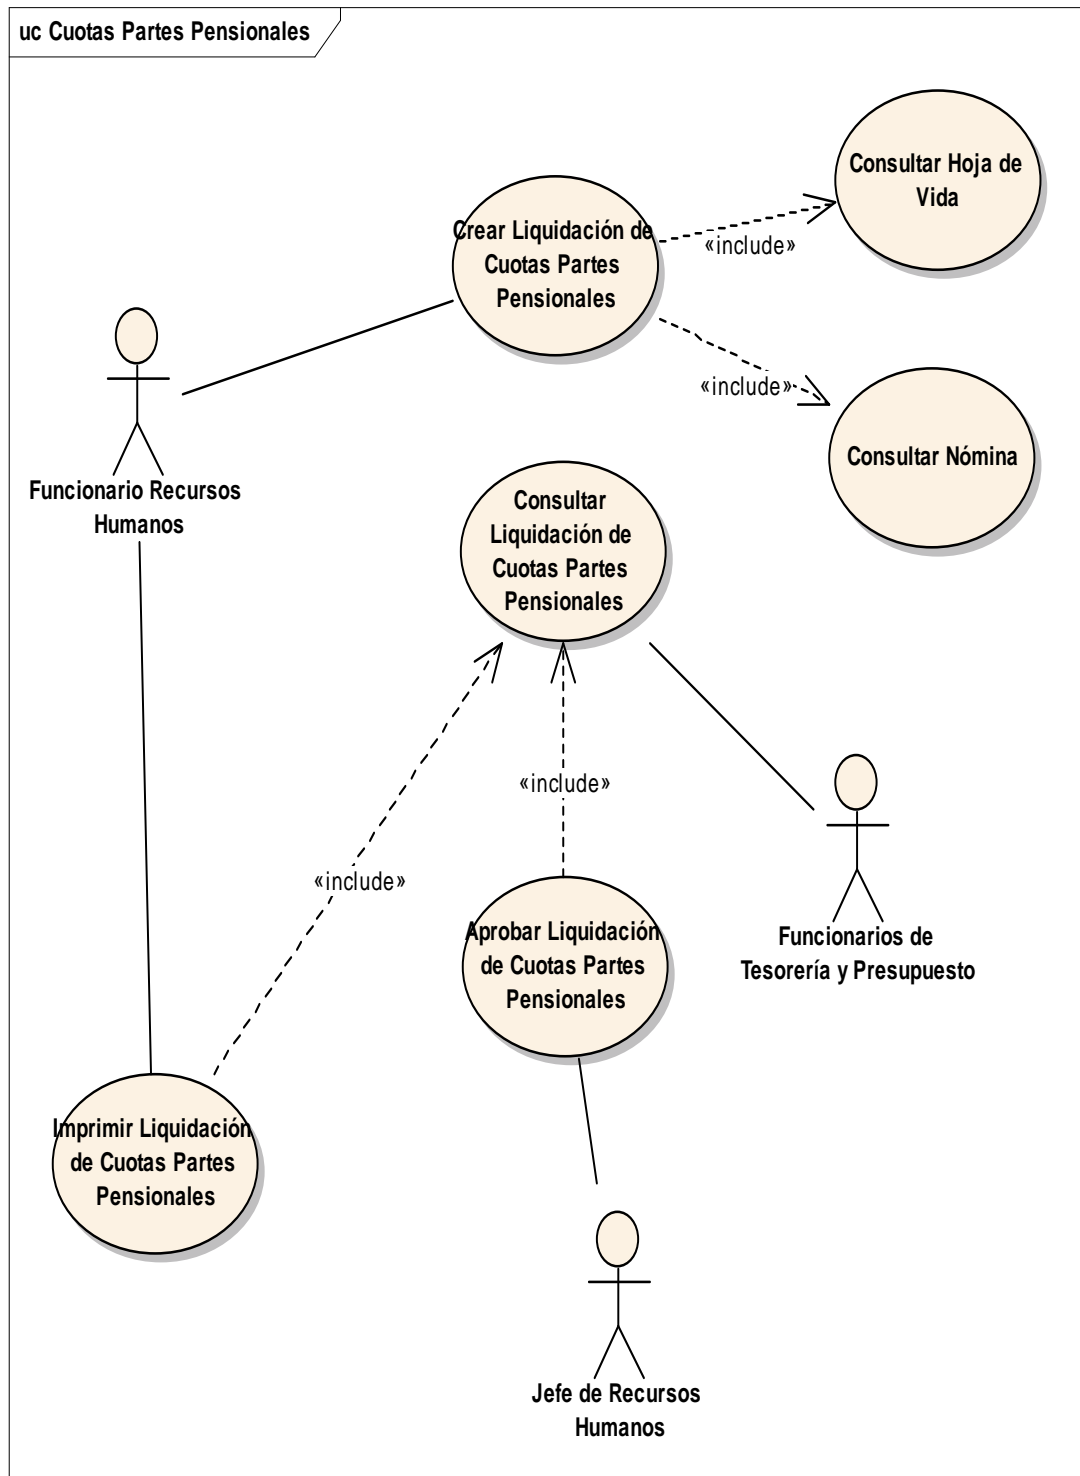 uc Cuotas Partes Pensionales
Consultar Hoja de
Vida
Crear Liquidación de
Cuotas Partes
Pensionales
«include»
«include»
Consultar Nómina
Funcionario Recursos
Humanos
Consultar
Liquidación de
Cuotas Partes
Pensionales
«include»
«include»
Aprobar Liquidación
de Cuotas Partes
Pensionales
Funcionarios de
Tesorería y Presupuesto
Imprimir Liquidación
de Cuotas Partes
Pensionales
Jefe de Recursos
Humanos